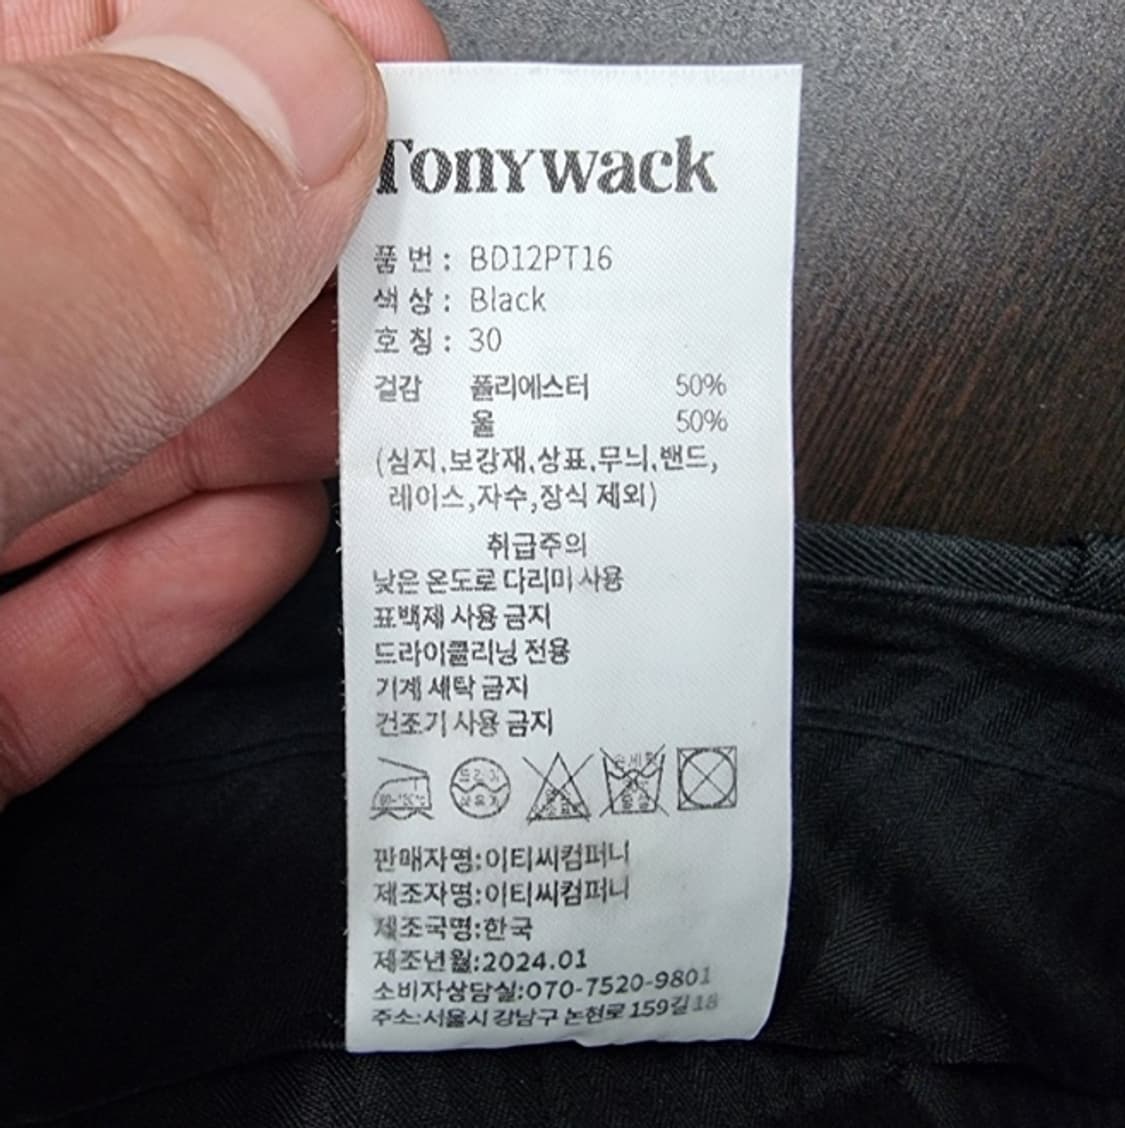 Tonywack
품 번 : BD12PT16
색 상 : Black
호 칭 : 30
겉감 폴리에스터 50%
울 50%
(심지,보강재,상표,무늬,밴드,
레이스,자수,장식 제외)
취급주의
낮은 온도로 다리미 사용
표백제 사용 금지
드라이클리닝 전용
기계 세탁 금지
건조기 사용 금지
드라이 손세탁
판매자명:이티씨컴퍼니
제조자명:이티씨컴퍼니
제조국명:한국
제조년월:2024.01
소비자상담실:070-7520-9801
주소:서울시 강남구 논현로 159길 18